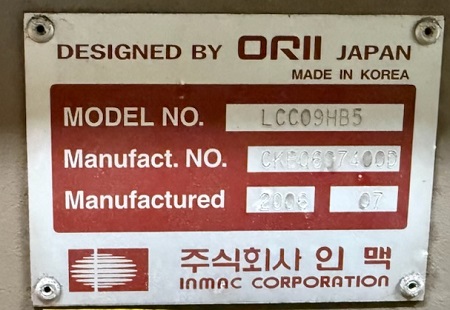 DESIGNED BY ORII JAPAN
MADE IN KOREA
MODEL NO. LCC09HB5
Manufact. NO.
Manufactured 2006 07
주식회사 인 맥
INMAC CORPORATION